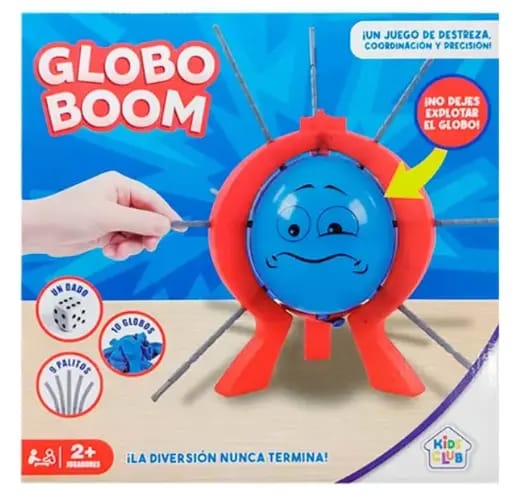 GLOBO
BOOM
¡UN JUEGO DE DESTREZA,
COORDINACIÓN Y PRECISIÓN!
¡NO DEJES
EXPLOTAR
EL GLOBO!
UN DADO
10 GLOBOS
9 PALITOS
2+
JUGADORES
¡LA DIVERSIÓN NUNCA TERMINA!
KIDS
CLUB